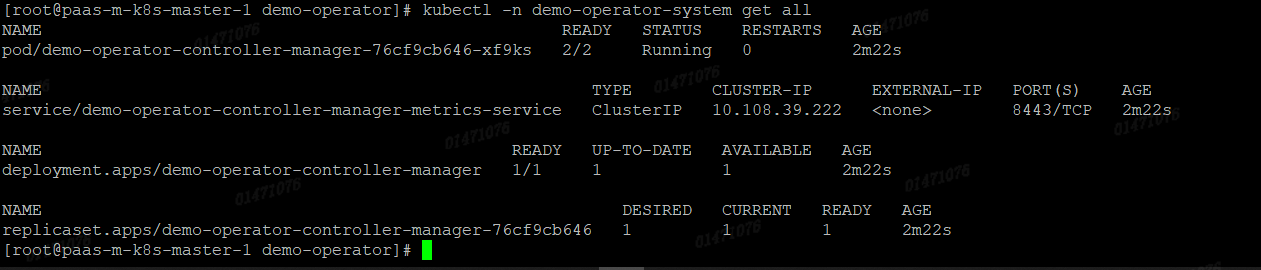 [root@paas-m-k8s-master-1 demo-operator]# kubectl -n demo-operator-system get all
NAME READY STATUS RESTARTS AGE
pod/demo-operator-controller-manager-76cf9cb646-xf9ks 2/2 Running 0 2m22s
NAME TYPE CLUSTER-IP EXTERNAL-IP PORT(S) AGE
service/demo-operator-controller-manager-metrics-service ClusterIP 10.108.39.222 <none> 8443/TCP 2m22s
NAME READY UP-TO-DATE AVAILABLE AGE
deployment.apps/demo-operator-controller-manager 1/1 1 1 2m22s
NAME DESIRED CURRENT READY AGE
replicaset.apps/demo-operator-controller-manager-76cf9cb646 1 1 1 2m22s
[root@paas-m-k8s-master-1 demo-operator]#
01471076
01471076
01471076
01471076
01471076
01471076
01471076